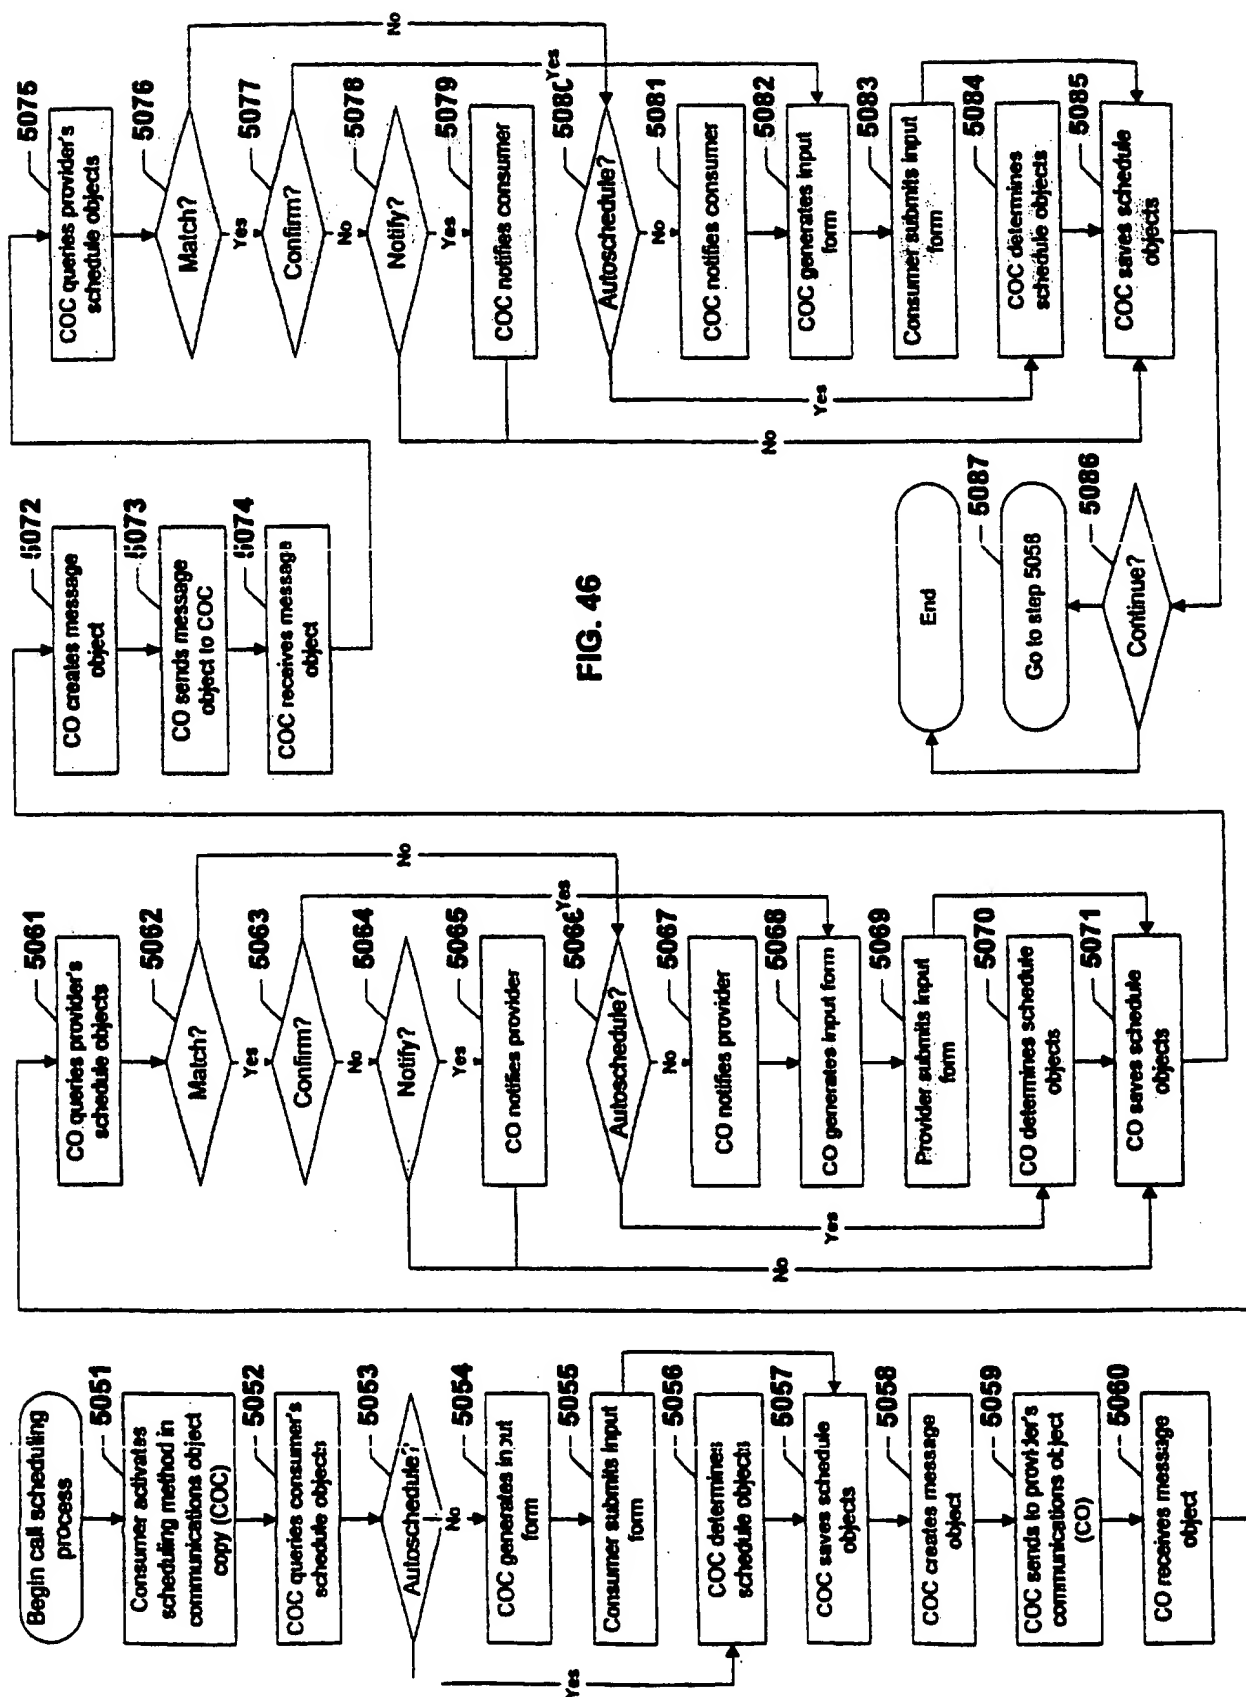 Begin call scheduling
process
5051
Consumer activates
scheduling method in
communications object
copy (COC)
5052
COC queries consumer's
schedule objects
5053
Autoschedule?
No
Yes
5054
COC generates input
form
5055
Consumer submits input
form
5056
COC determines
schedule objects
5057
COC saves schedule
objects
5058
COC creates message
object
5059
COC sends to provider's
communications object
(CO)
5060
CO receives message
object
5061
CO queries provider's
schedule objects
5062
Match?
Yes
No
5063
Confirm?
No
Yes
5064
Notify?
Yes
No
5065
CO notifies provider
5066
Autoschedule?
No
Yes
5067
CO notifies provider
5068
CO generates input form
5069
Provider submits input
form
5070
CO determines schedule
objects
5071
CO saves schedule
objects
5072
CO creates message
object
5073
CO sends message
object to COC
5074
COC receives message
object
5075
COC queries provider's
schedule objects
5076
Match?
Yes
No
5077
Confirm?
No
Yes
5078
Notify?
Yes
No
5079
COC notifies consumer
5080
Autoschedule?
No
Yes
5081
COC notifies consumer
5082
COC generates input
form
5083
Consumer submits input
form
5084
COC determines
schedule objects
5085
COC saves schedule
objects
5086
Continue?
5087
Go to step 5058
End
FIG. 46